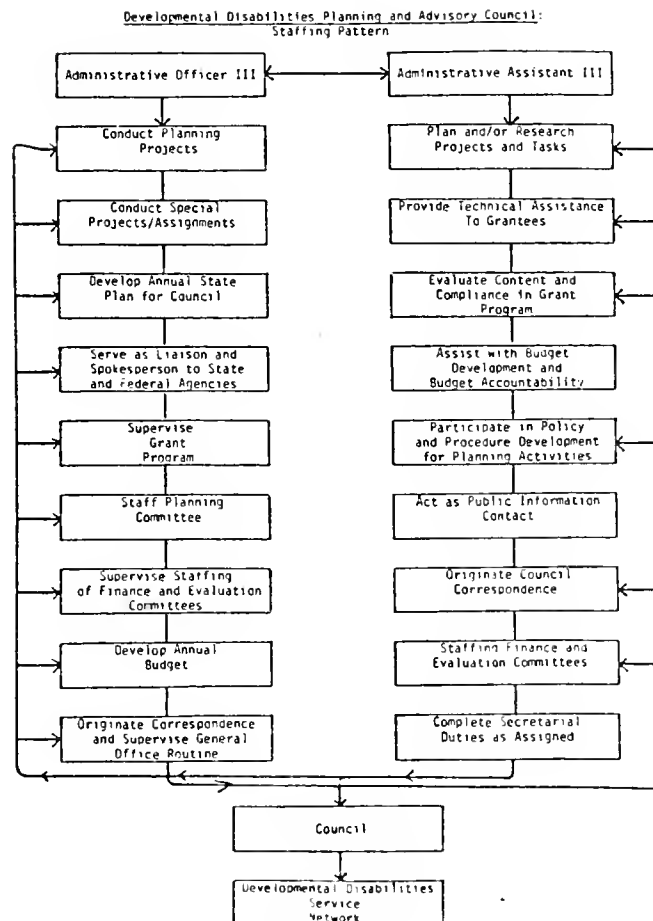 Developmental Disabilities Planning and Advisory Council:
Staffing Pattern
Administrative Officer III
Administrative Assistant III
Conduct Planning
Projects
Conduct Special
Projects/Assignments
Develop Annual State
Plan for Council
Serve as Liaison and
Spokesperson to State
and Federal Agencies
Supervise
Grant
Program
Staff Planning
Committee
Supervise Staffing
of Finance and Evaluation
Committees
Develop Annual
Budget
Originate Correspondence
and Supervise General
Office Routine
Plan and/or Research
Projects and Tasks
Provide Technical Assistance
To Grantees
Evaluate Content and
Compliance in Grant
Program
Assist with Budget
Development and
Budget Accountability
Participate in Policy
and Procedure Development
for Planning Activities
Act as Public Information
Contact
Originate Council
Correspondence
Staffing Finance and
Evaluation Committees
Complete Secretarial
Duties as Assigned
Council
Developmental Disabilities
Service
Network